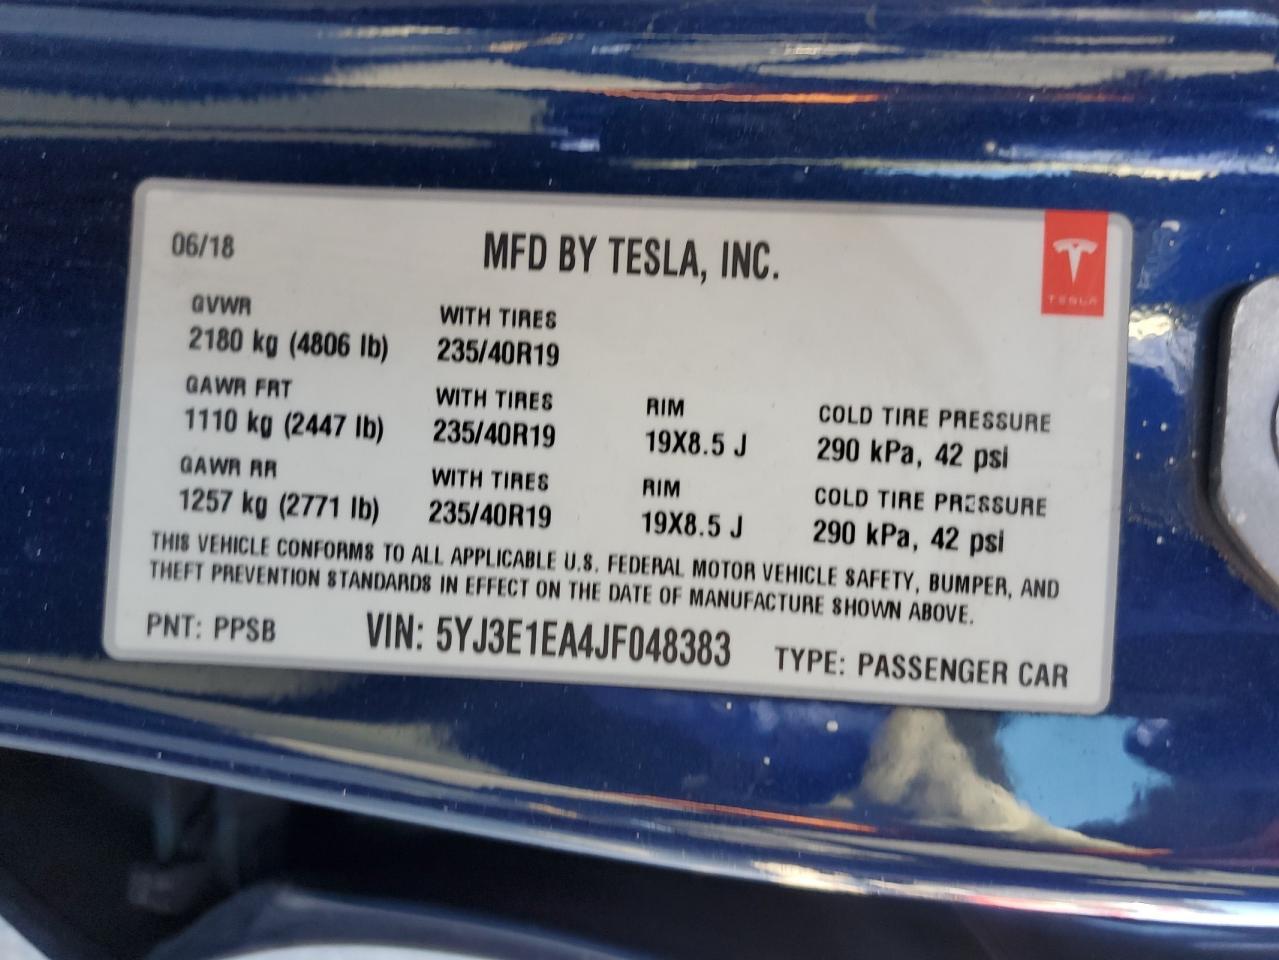 06/18 MFD BY TESLA, INC.
TESLA
GVWR WITH TIRES
2180 kg (4806 lb) 235/40R19
GAWR FRT WITH TIRES RIM COLD TIRE PRESSURE
1110 kg (2447 lb) 235/40R19 19X8.5 J 290 kPa, 42 psi
GAWR RR WITH TIRES RIM COLD TIRE PRESSURE
1257 kg (2771 lb) 235/40R19 19X8.5 J 290 kPa, 42 psi
THIS VEHICLE CONFORMS TO ALL APPLICABLE U.S. FEDERAL MOTOR VEHICLE SAFETY, BUMPER, AND
THEFT PREVENTION STANDARDS IN EFFECT ON THE DATE OF MANUFACTURE SHOWN ABOVE.
PNT: PPSB VIN: 5YJ3E1EA4JF048383 TYPE: PASSENGER CAR